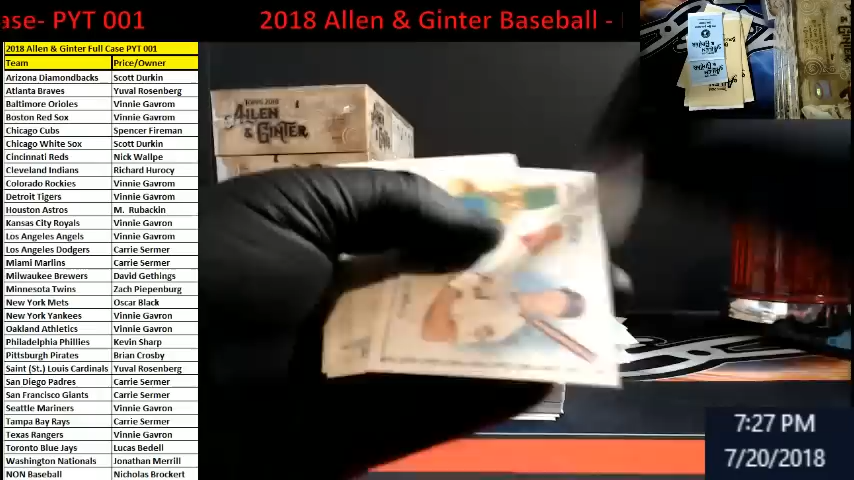 ase- PYT 001
2018 Allen & Ginter Baseball -
2018 Allen & Ginter Full Case PYT 001
Team Price/Owner
Arizona Diamondbacks Scott Durkin
Atlanta Braves Yuval Rosenberg
Baltimore Orioles Vinnie Gavrom
Boston Red Sox Vinnie Gavrom
Chicago Cubs Spencer Fireman
Chicago White Sox Scott Durkin
Cincinnati Reds Nick Wallpe
Cleveland Indians Richard Hurocy
Colorado Rockies Vinnie Gavrom
Detroit Tigers Vinnie Gavrom
Houston Astros M. Rubackin
Kansas City Royals Vinnie Gavron
Los Angeles Angels Vinnie Gavrom
Los Angeles Dodgers Carrie Sermer
Miami Marlins Carrie Sermer
Milwaukee Brewers David Gethings
Minnesota Twins Zach Piepenburg
New York Mets Oscar Black
New York Yankees Vinnie Gavron
Oakland Athletics Vinnie Gavron
Philadelphia Phillies Kevin Sharp
Pittsburgh Pirates Brian Crosby
Saint (St.) Louis Cardinals Yuval Rosenberg
San Diego Padres Carrie Sermer
San Francisco Giants Carrie Sermer
Seattle Mariners Vinnie Gavron
Tampa Bay Rays Carrie Sermer
Texas Rangers Vinnie Gavron
Toronto Blue Jays Lucas Bedell
Washington Nationals Jonathan Merrill
NON Baseball Nicholas Brockert
TOPPS 2018
ALLEN
& GINTER
7:27 PM
7/20/2018